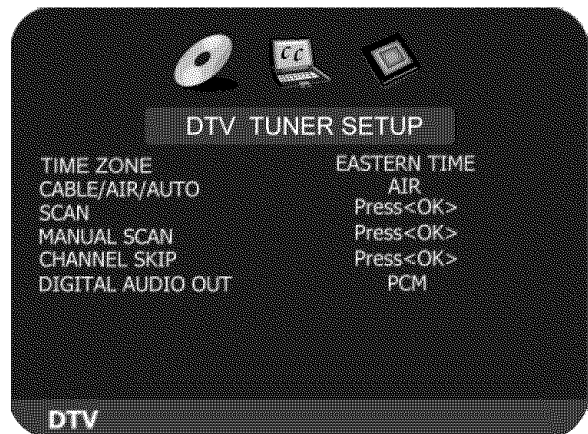 CC
DTV TUNER SETUP
TIME ZONE EASTERN TIME
CABLE/AIR/AUTO AIR
SCAN Press<OK>
MANUAL SCAN Press<OK>
CHANNEL SKIP Press<OK>
DIGITAL AUDIO OUT PCM
DTV